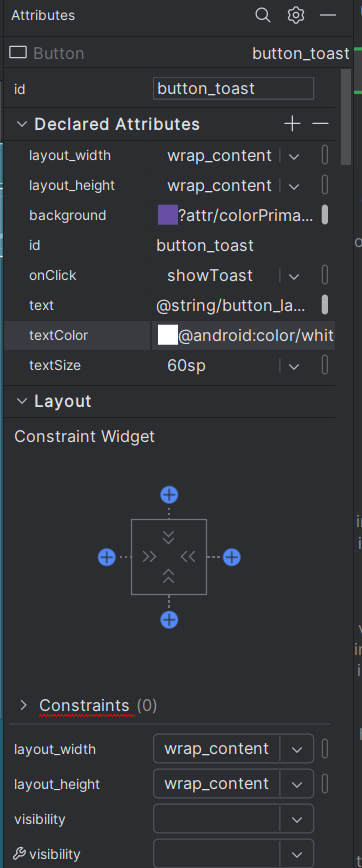 Attributes
Button button_toast
id button_toast
Declared Attributes
layout_width wrap_content
layout_height wrap_content
background ?attr/colorPrima...
id button_toast
onClick showToast
text @string/button_la...
textColor @android:color/whit
textSize 60sp
Layout
Constraint Widget
Constraints (0)
layout_width wrap_content
layout_height wrap_content
visibility
visibility